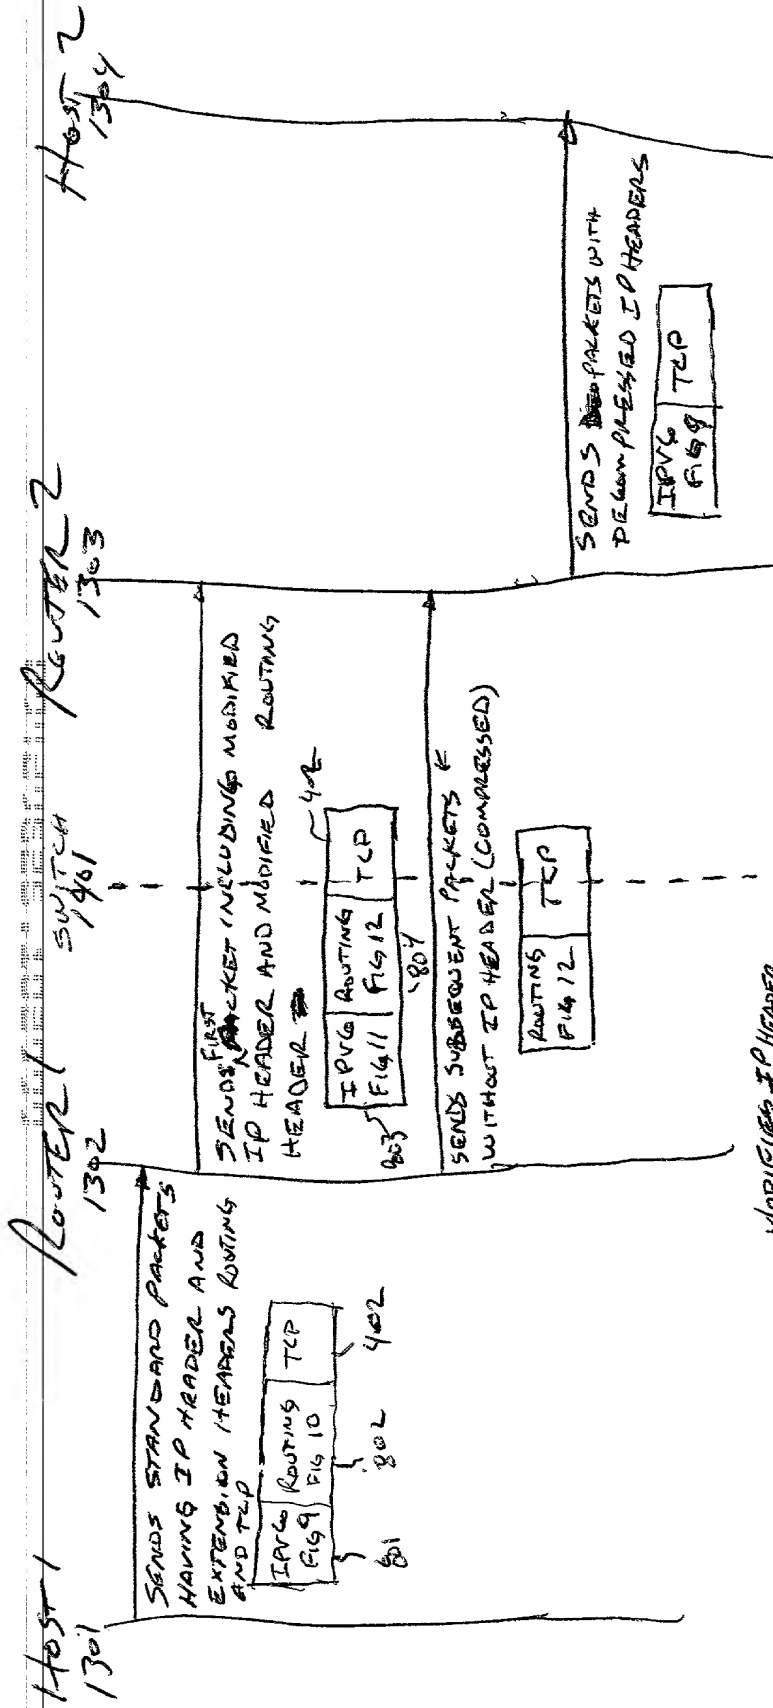 HOST 1
1301
ROUTER 1
1302
SWITCH
1401
ROUTER 2
1303
HOST 2
1304
SENDS STANDARD PACKETS
HAVING IP HEADER AND
EXTENSION HEADERS ROUTING
AND TCP
IPV6 ROUTING TCP
FIG 9 FIG 10
801 802 402
SENDS FIRST PACKET INCLUDING MODIFIED
IP HEADER AND MODIFIED ROUTING
HEADER
402
IPV6 ROUTING TCP
FIG 11 FIG 12
803 804
SENDS SUBSEQUENT PACKETS
WITHOUT IP HEADER (COMPRESSED)
ROUTING TCP
FIG 12
SENDS PACKETS WITH
DECOMPRESSED IP HEADERS
IPV6 TCP
FIG 9
MODIFIES IP HEADER